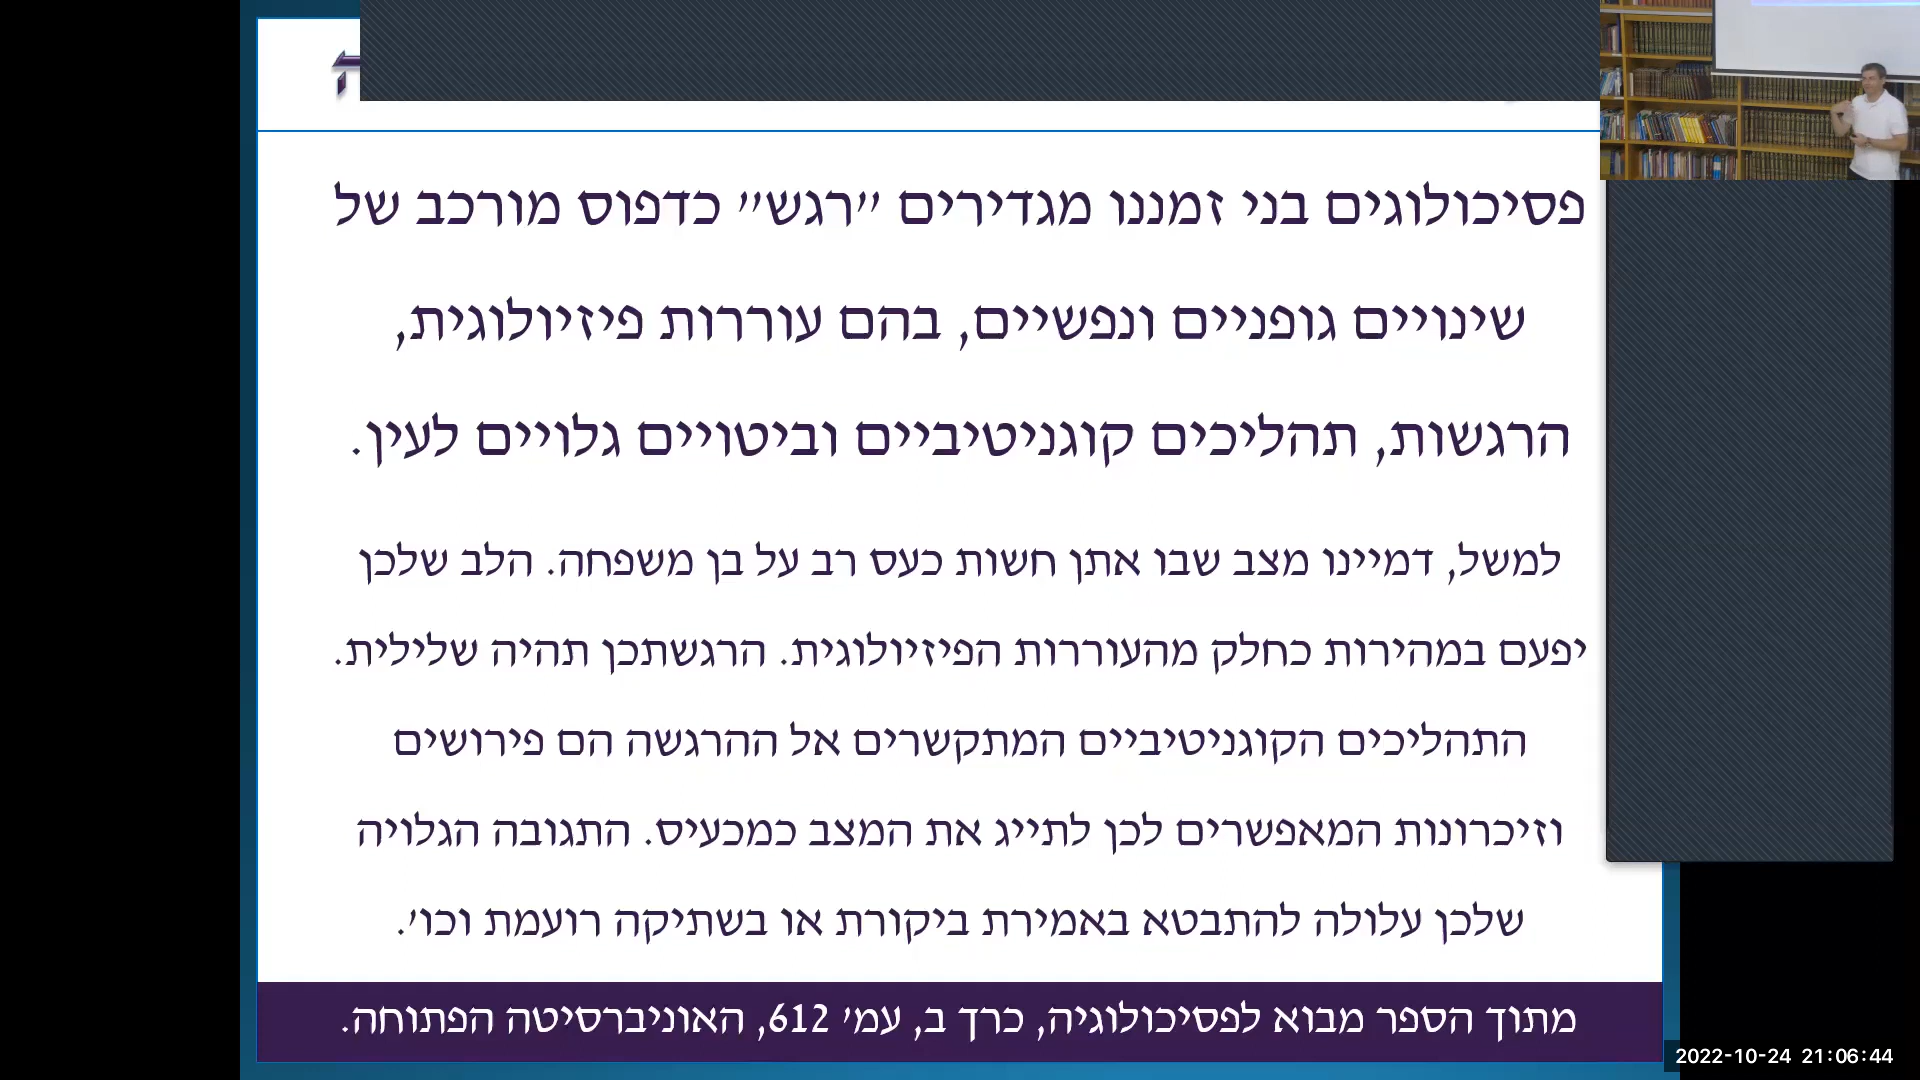 פסיכולוגים בני זמננו מגדירים ״רגש״ כדפוס מורכב של
שינויים גופניים ונפשיים, בהם עוררות פיזיולוגית,
הרגשות, תהליכים קוגניטיביים וביטויים גלויים לעין.
למשל, דמיינו מצב שבו אתן חשות כעס רב על בן משפחה. הלב שלכן
יפעם במהירות כחלק מהעוררות הפיזיולוגית. הרגשתכן תהיה שלילית.
התהליכים הקוגניטיביים המתקשרים אל ההרגשה הם פירושים
וזיכרונות המאפשרים לכן לתייג את המצב כמכעיס. התגובה הגלויה
שלכן עלולה להתבטא באמירת ביקורת או בשתיקה רועמת וכו׳.
מתוך הספר מבוא לפסיכולוגיה, כרך ב, עמ׳ 612, האוניברסיטה הפתוחה.
2022-10-24 21:06:44